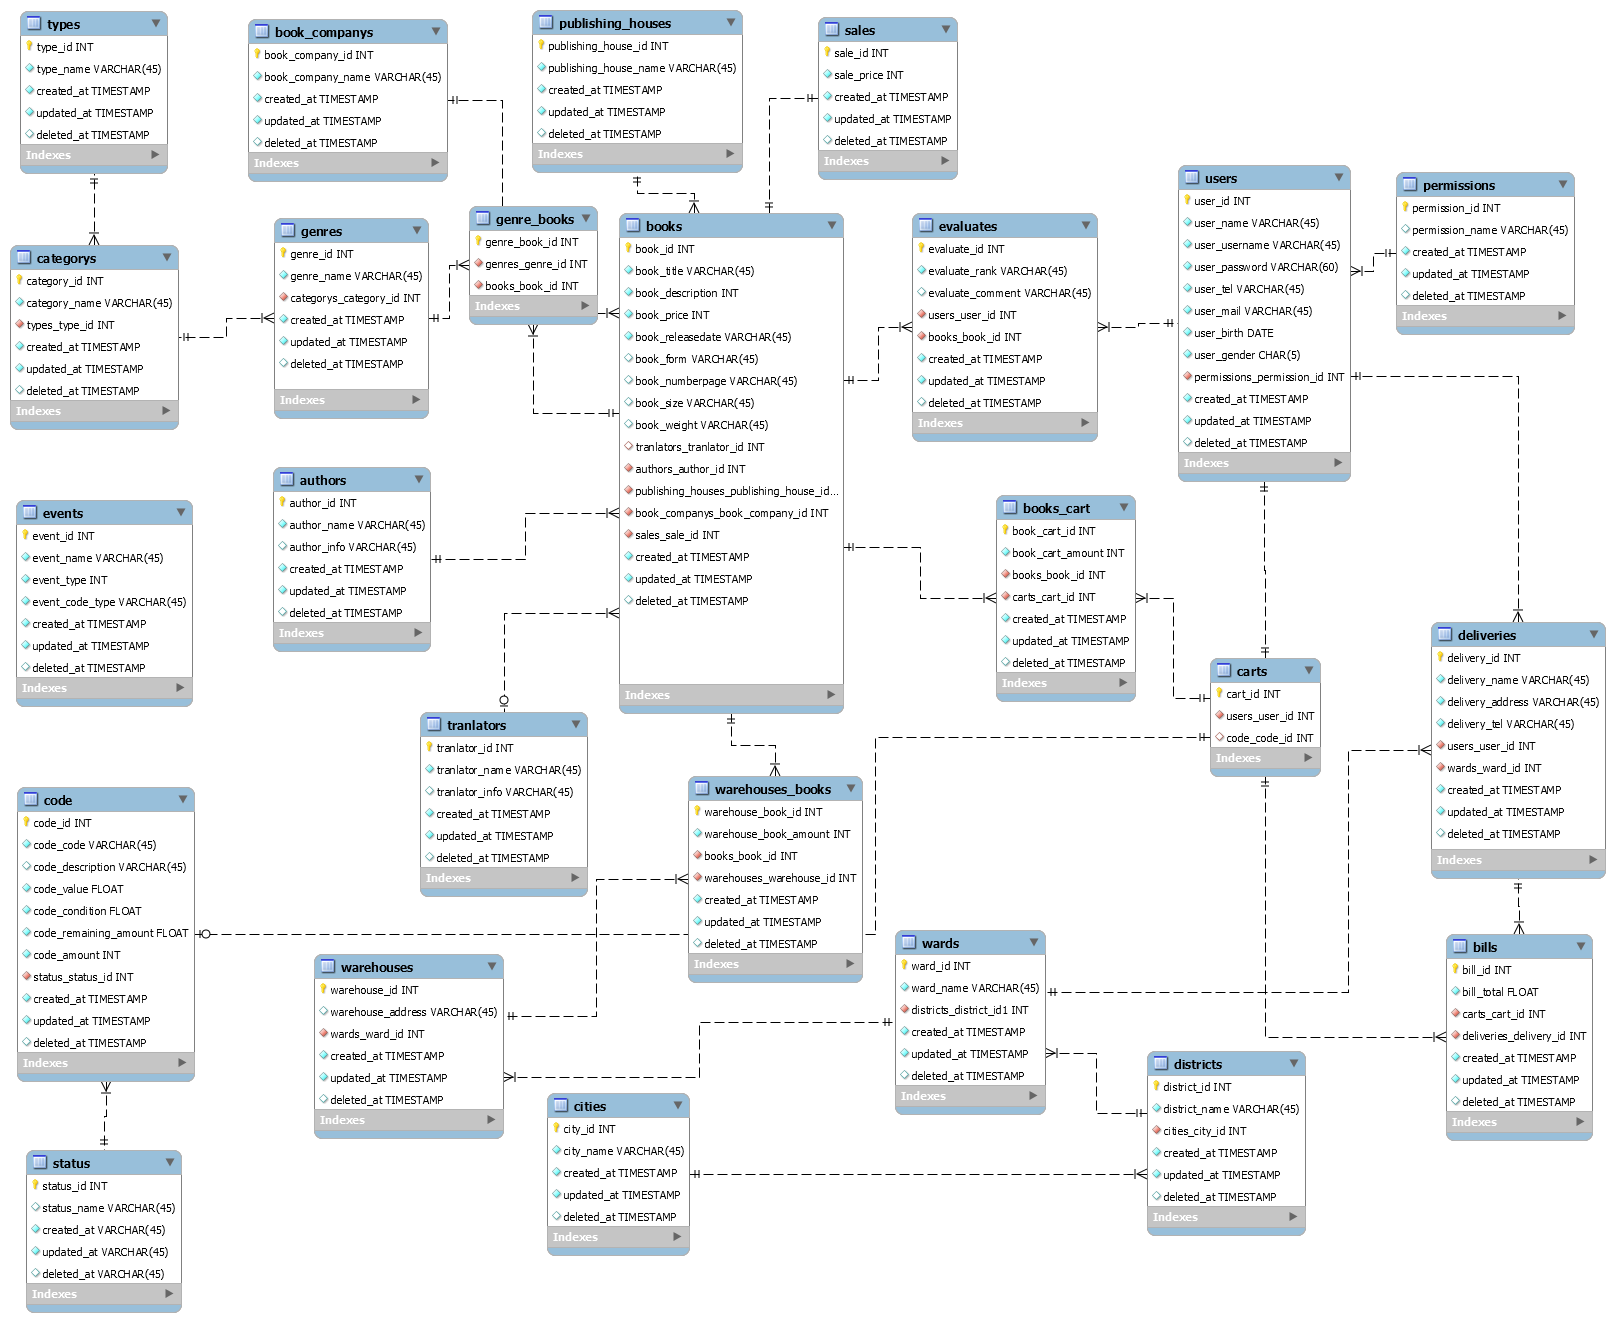 types
type_id INT
type_name VARCHAR(45)
created_at TIMESTAMP
updated_at TIMESTAMP
deleted_at TIMESTAMP
Indexes
book_companys
book_company_id INT
book_company_name VARCHAR(45)
created_at TIMESTAMP
updated_at TIMESTAMP
deleted_at TIMESTAMP
Indexes
publishing_houses
publishing_house_id INT
publishing_house_name VARCHAR(45)
created_at TIMESTAMP
updated_at TIMESTAMP
deleted_at TIMESTAMP
Indexes
sales
sale_id INT
sale_price INT
created_at TIMESTAMP
updated_at TIMESTAMP
deleted_at TIMESTAMP
Indexes
users
user_id INT
user_name VARCHAR(45)
user_username VARCHAR(45)
user_password VARCHAR(60)
user_tel VARCHAR(45)
user_mail VARCHAR(45)
user_birth DATE
user_gender CHAR(5)
permissions_permission_id INT
created_at TIMESTAMP
updated_at TIMESTAMP
deleted_at TIMESTAMP
Indexes
permissions
permission_id INT
permission_name VARCHAR(45)
created_at TIMESTAMP
updated_at TIMESTAMP
deleted_at TIMESTAMP
Indexes
categorys
category_id INT
category_name VARCHAR(45)
types_type_id INT
created_at TIMESTAMP
updated_at TIMESTAMP
deleted_at TIMESTAMP
Indexes
genres
genre_id INT
genre_name VARCHAR(45)
categorys_category_id INT
created_at TIMESTAMP
updated_at TIMESTAMP
deleted_at TIMESTAMP
Indexes
genre_books
genre_book_id INT
genres_genre_id INT
books_book_id INT
Indexes
books
book_id INT
book_title VARCHAR(45)
book_description INT
book_price INT
book_releasedate VARCHAR(45)
book_form VARCHAR(45)
book_numberpage VARCHAR(45)
book_size VARCHAR(45)
book_weight VARCHAR(45)
tranlators_tranlator_id INT
authors_author_id INT
publishing_houses_publishing_house_id...
book_companys_book_company_id INT
sales_sale_id INT
created_at TIMESTAMP
updated_at TIMESTAMP
deleted_at TIMESTAMP
Indexes
evaluates
evaluate_id INT
evaluate_rank VARCHAR(45)
evaluate_comment VARCHAR(45)
users_user_id INT
books_book_id INT
created_at TIMESTAMP
updated_at TIMESTAMP
deleted_at TIMESTAMP
Indexes
authors
author_id INT
author_name VARCHAR(45)
author_info VARCHAR(45)
created_at TIMESTAMP
updated_at TIMESTAMP
deleted_at TIMESTAMP
Indexes
events
event_id INT
event_name VARCHAR(45)
event_type INT
event_code_type VARCHAR(45)
created_at TIMESTAMP
updated_at TIMESTAMP
deleted_at TIMESTAMP
Indexes
books_cart
book_cart_id INT
book_cart_amount INT
books_book_id INT
carts_cart_id INT
created_at TIMESTAMP
updated_at TIMESTAMP
deleted_at TIMESTAMP
Indexes
carts
cart_id INT
users_user_id INT
code_code_id INT
Indexes
deliveries
delivery_id INT
delivery_name VARCHAR(45)
delivery_address VARCHAR(45)
delivery_tel VARCHAR(45)
users_user_id INT
wards_ward_id INT
created_at TIMESTAMP
updated_at TIMESTAMP
deleted_at TIMESTAMP
Indexes
tranlators
tranlator_id INT
tranlator_name VARCHAR(45)
tranlator_info VARCHAR(45)
created_at TIMESTAMP
updated_at TIMESTAMP
deleted_at TIMESTAMP
Indexes
warehouses_books
warehouse_book_id INT
warehouse_book_amount INT
books_book_id INT
warehouses_warehouse_id INT
created_at TIMESTAMP
updated_at TIMESTAMP
deleted_at TIMESTAMP
Indexes
code
code_id INT
code_code VARCHAR(45)
code_description VARCHAR(45)
code_value FLOAT
code_condition FLOAT
code_remaining_amount FLOAT
code_amount INT
status_status_id INT
created_at TIMESTAMP
updated_at TIMESTAMP
deleted_at TIMESTAMP
Indexes
warehouses
warehouse_id INT
warehouse_address VARCHAR(45)
wards_ward_id INT
created_at TIMESTAMP
updated_at TIMESTAMP
deleted_at TIMESTAMP
Indexes
wards
ward_id INT
ward_name VARCHAR(45)
districts_district_id1 INT
created_at TIMESTAMP
updated_at TIMESTAMP
deleted_at TIMESTAMP
Indexes
bills
bill_id INT
bill_total FLOAT
carts_cart_id INT
deliveries_delivery_id INT
created_at TIMESTAMP
updated_at TIMESTAMP
deleted_at TIMESTAMP
Indexes
districts
district_id INT
district_name VARCHAR(45)
cities_city_id INT
created_at TIMESTAMP
updated_at TIMESTAMP
deleted_at TIMESTAMP
Indexes
cities
city_id INT
city_name VARCHAR(45)
created_at TIMESTAMP
updated_at TIMESTAMP
deleted_at TIMESTAMP
Indexes
status
status_id INT
status_name VARCHAR(45)
created_at VARCHAR(45)
updated_at VARCHAR(45)
deleted_at VARCHAR(45)
Indexes